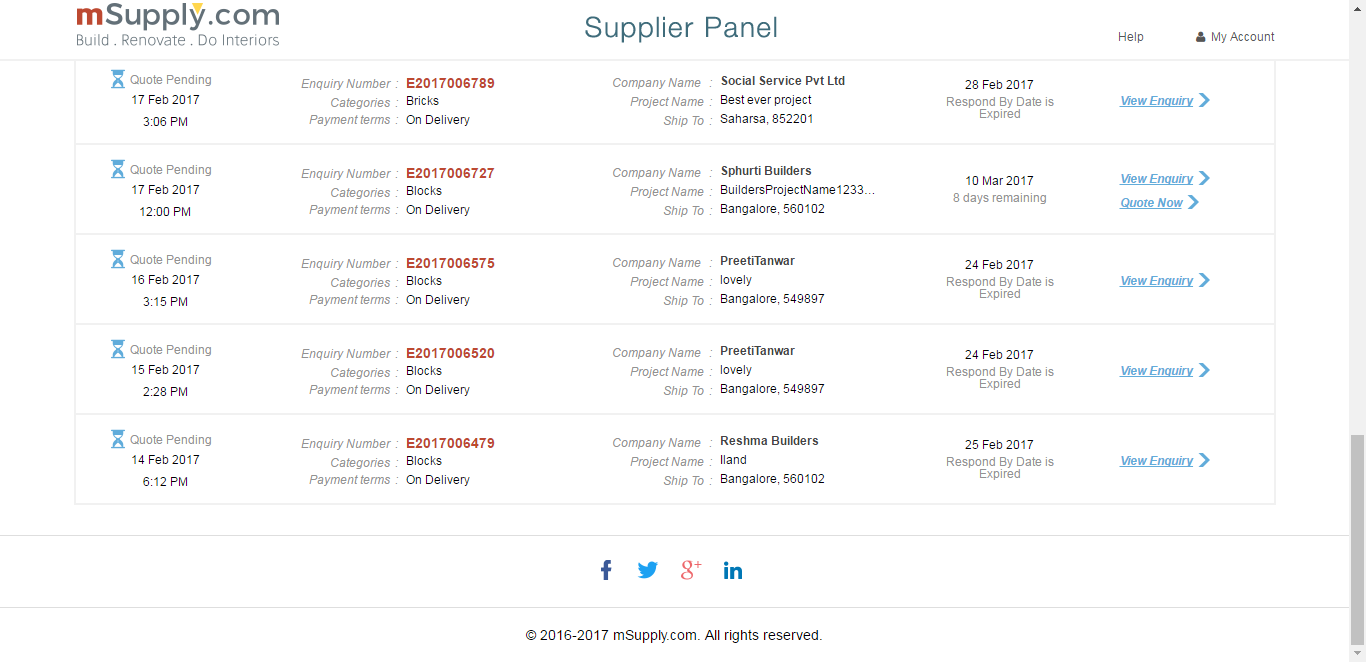 mSupply.com
Build . Renovate . Do Interiors
Supplier Panel
Help
My Account
Quote Pending
17 Feb 2017
3:06 PM
Enquiry Number : E2017006789
Categories : Bricks
Payment terms : On Delivery
Company Name : Social Service Pvt Ltd
Project Name : Best ever project
Ship To : Saharsa, 852201
28 Feb 2017
Respond By Date is
Expired
View Enquiry
Quote Pending
17 Feb 2017
12:00 PM
Enquiry Number : E2017006727
Categories : Blocks
Payment terms : On Delivery
Company Name : Sphurti Builders
Project Name : BuildersProjectName1233...
Ship To : Bangalore, 560102
10 Mar 2017
8 days remaining
View Enquiry
Quote Now
Quote Pending
16 Feb 2017
3:15 PM
Enquiry Number : E2017006575
Categories : Blocks
Payment terms : On Delivery
Company Name : PreetiTanwar
Project Name : lovely
Ship To : Bangalore, 549897
24 Feb 2017
Respond By Date is
Expired
View Enquiry
Quote Pending
15 Feb 2017
2:28 PM
Enquiry Number : E2017006520
Categories : Blocks
Payment terms : On Delivery
Company Name : PreetiTanwar
Project Name : lovely
Ship To : Bangalore, 549897
24 Feb 2017
Respond By Date is
Expired
View Enquiry
Quote Pending
14 Feb 2017
6:12 PM
Enquiry Number : E2017006479
Categories : Blocks
Payment terms : On Delivery
Company Name : Reshma Builders
Project Name : Iland
Ship To : Bangalore, 560102
25 Feb 2017
Respond By Date is
Expired
View Enquiry
© 2016-2017 mSupply.com. All rights reserved.